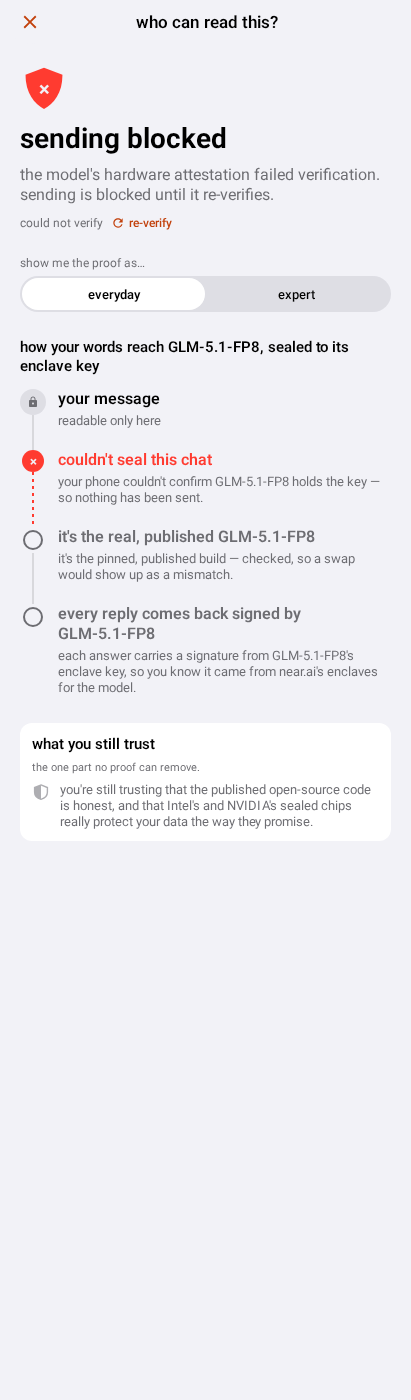 who can read this?
sending blocked
the model's hardware attestation failed verification.
sending is blocked until it re-verifies.
could not verify re-verify
show me the proof as…
everyday expert
how your words reach GLM-5.1-FP8, sealed to its
enclave key
your message
readable only here
couldn't seal this chat
your phone couldn't confirm GLM-5.1-FP8 holds the key —
so nothing has been sent.
it's the real, published GLM-5.1-FP8
it's the pinned, published build — checked, so a swap
would show up as a mismatch.
every reply comes back signed by
GLM-5.1-FP8
each answer carries a signature from GLM-5.1-FP8's
enclave key, so you know it came from near.ai's enclaves
for the model.
what you still trust
the one part no proof can remove.
you're still trusting that the published open-source code
is honest, and that Intel's and NVIDIA's sealed chips
really protect your data the way they promise.